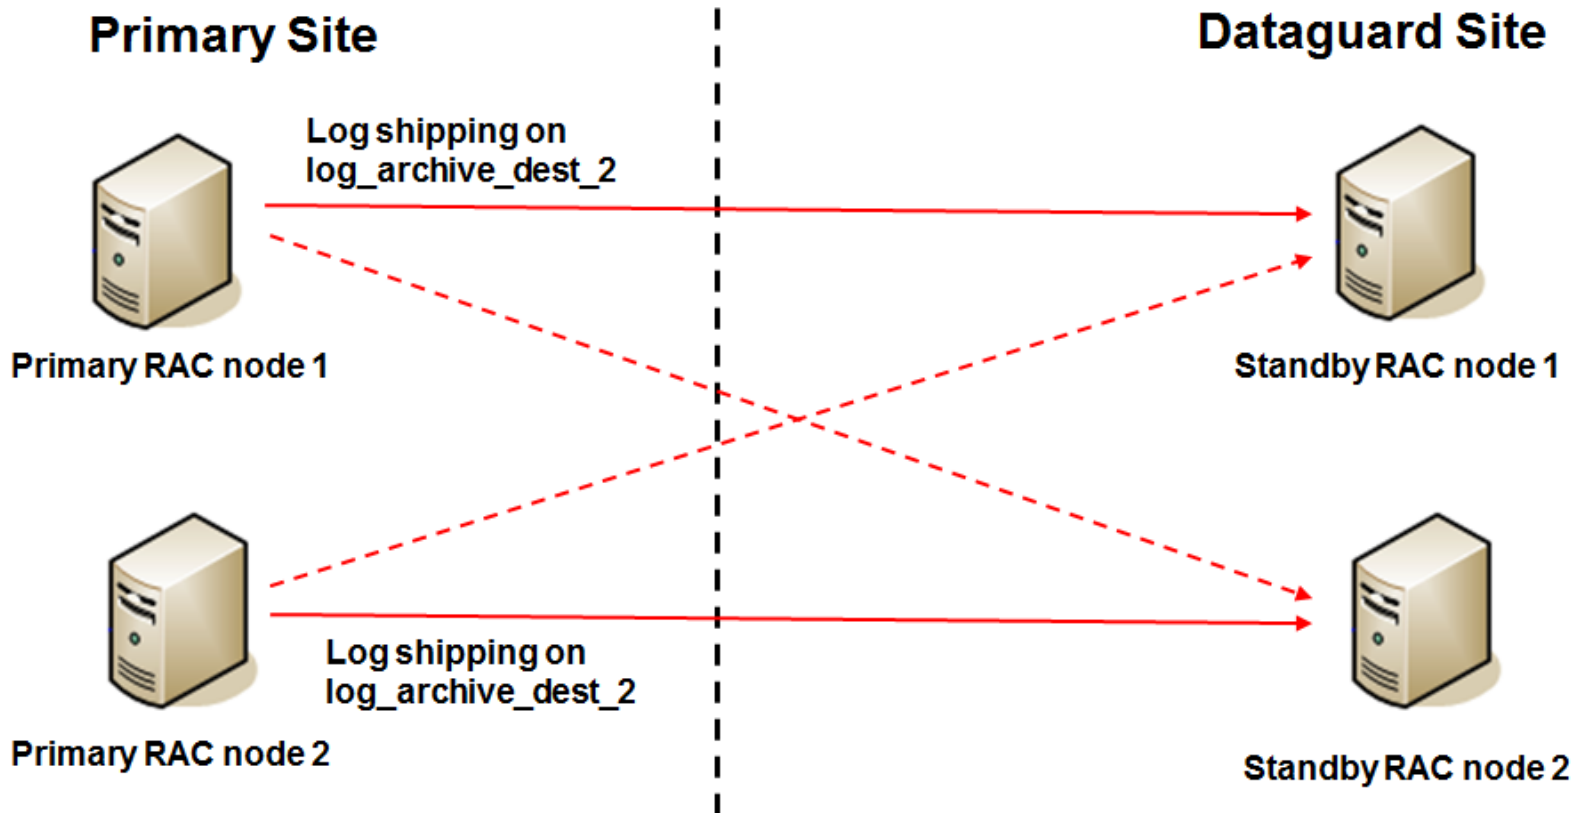 Primary Site
Dataguard Site
Log shipping on
log_archive_dest_2
Primary RAC node 1
Standby RAC node 1
Log shipping on
log_archive_dest_2
Primary RAC node 2
Standby RAC node 2